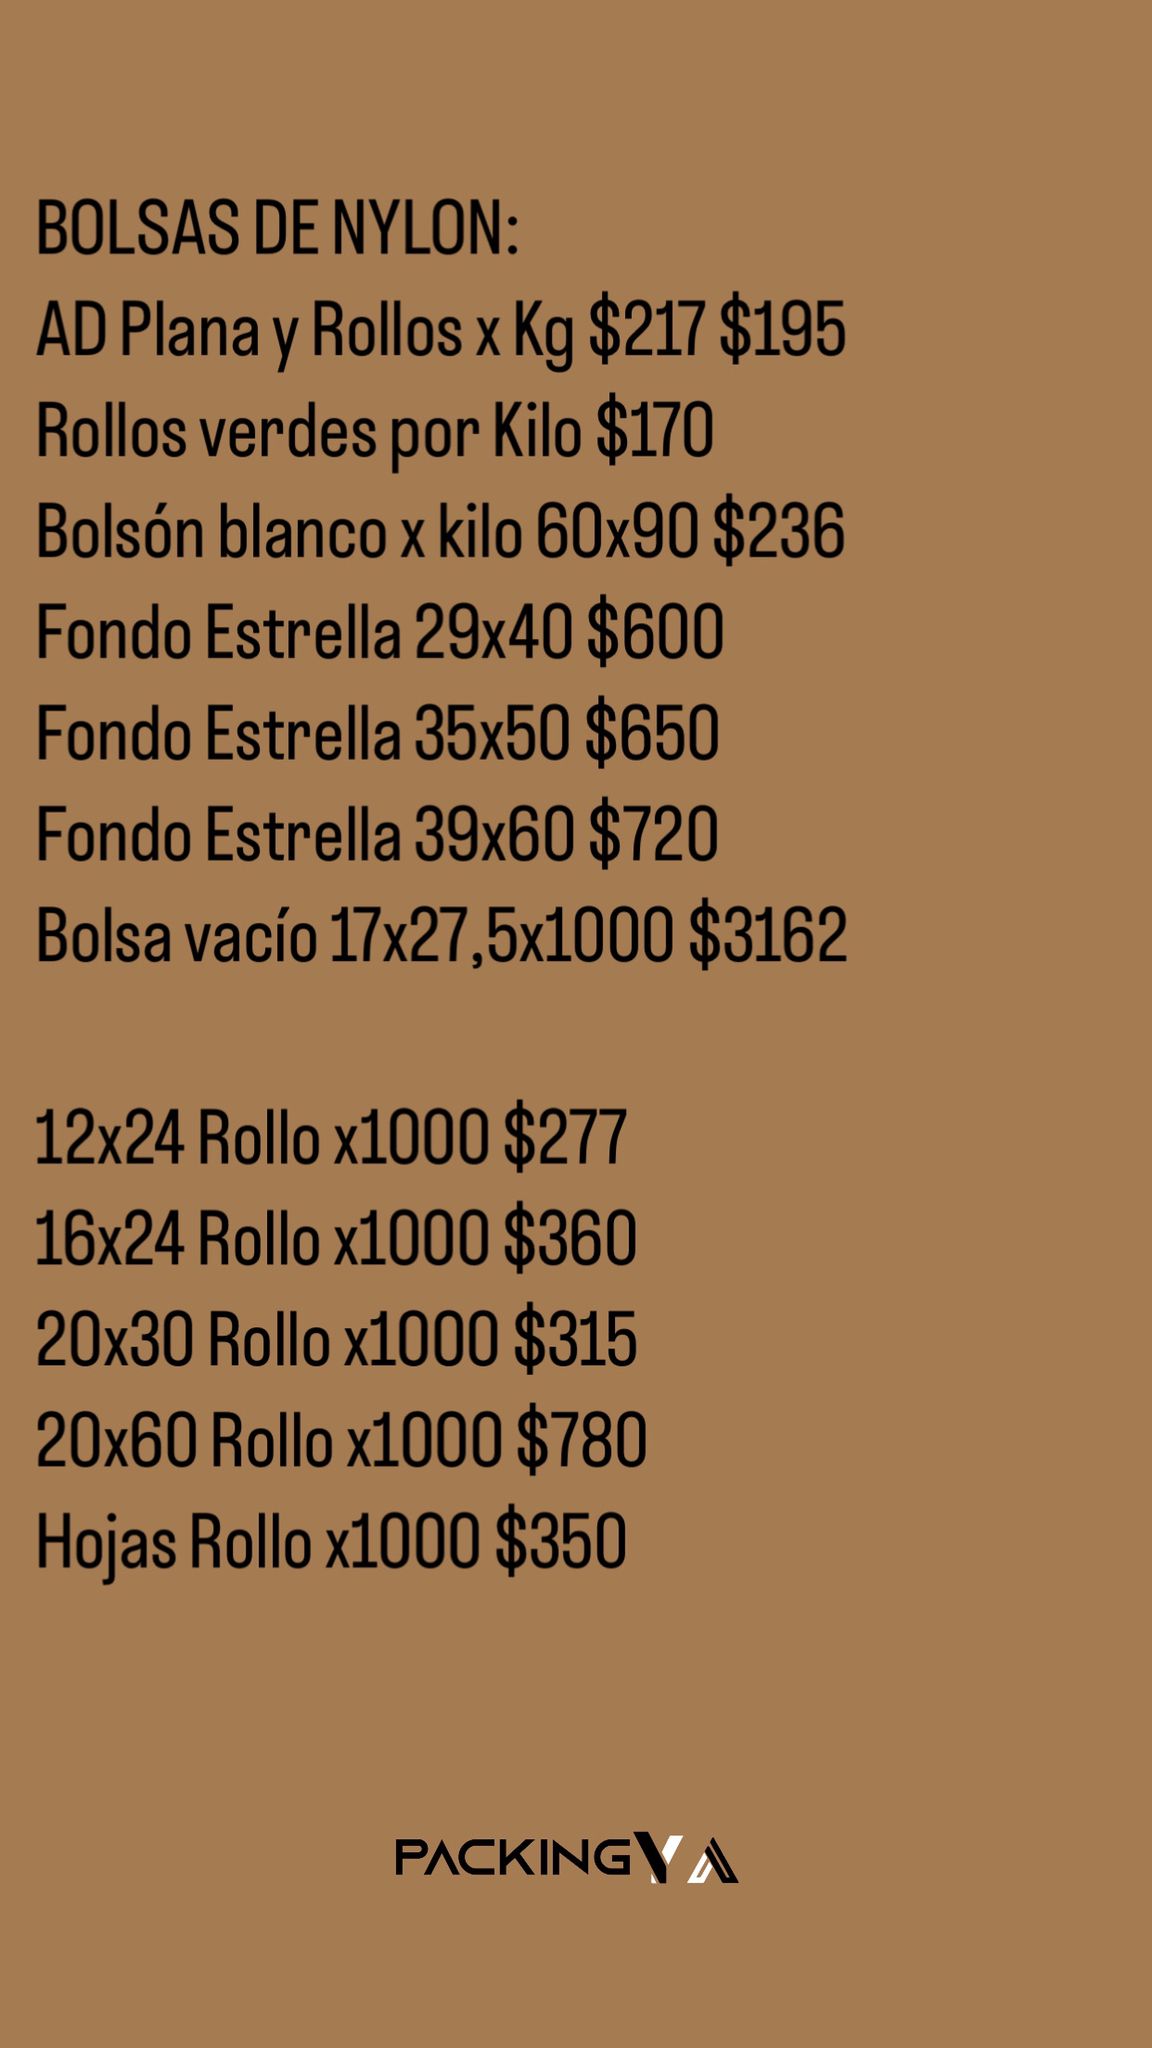 BOLSAS DE NYLON:
AD Plana y Rollos x Kg $217 $195
Rollos verdes por Kilo $170
Bolsón blanco x kilo 60x90 $236
Fondo Estrella 29x40 $600
Fondo Estrella 35x50 $650
Fondo Estrella 39x60 $720
Bolsa vacío 17x27,5x1000 $3162
12x24 Rollo x1000 $277
16x24 Rollo x1000 $360
20x30 Rollo x1000 $315
20x60 Rollo x1000 $780
Hojas Rollo x1000 $350
PACKINGYA